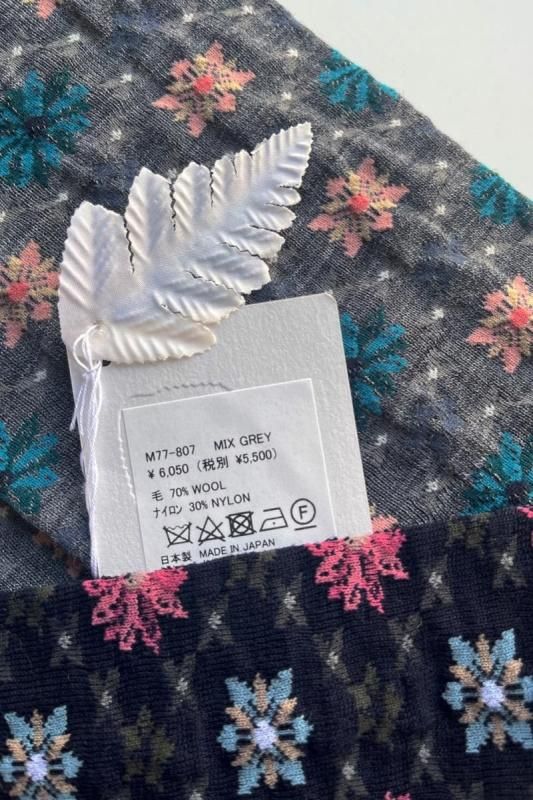 M77-807 MIX GREY
¥ 6,050 (税別 ¥5,500)
毛 70% WOOL
ナイロン 30% NYLON
F
日本製 MADE IN JAPAN